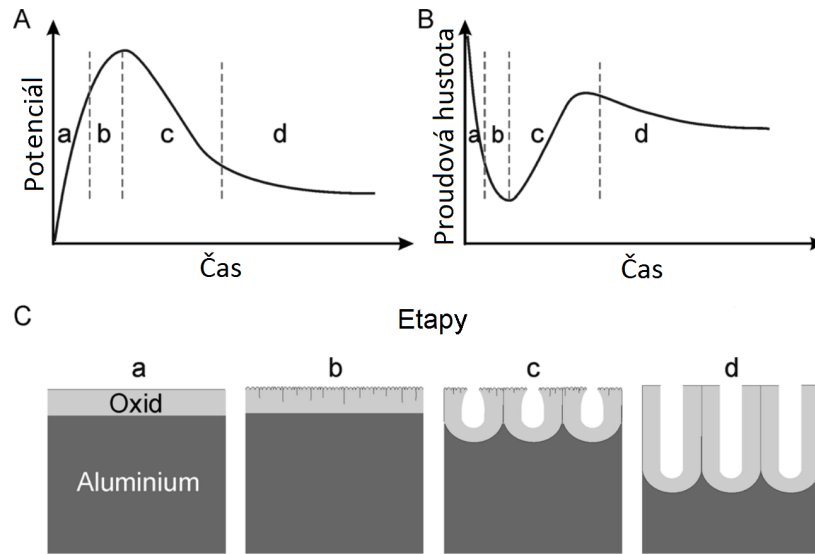 A
Potenciál
a
b
c
d
Čas
B
Proudová hustota
a
b
c
d
Čas
C
Etapy
a
b
c
d
Oxid
Aluminium